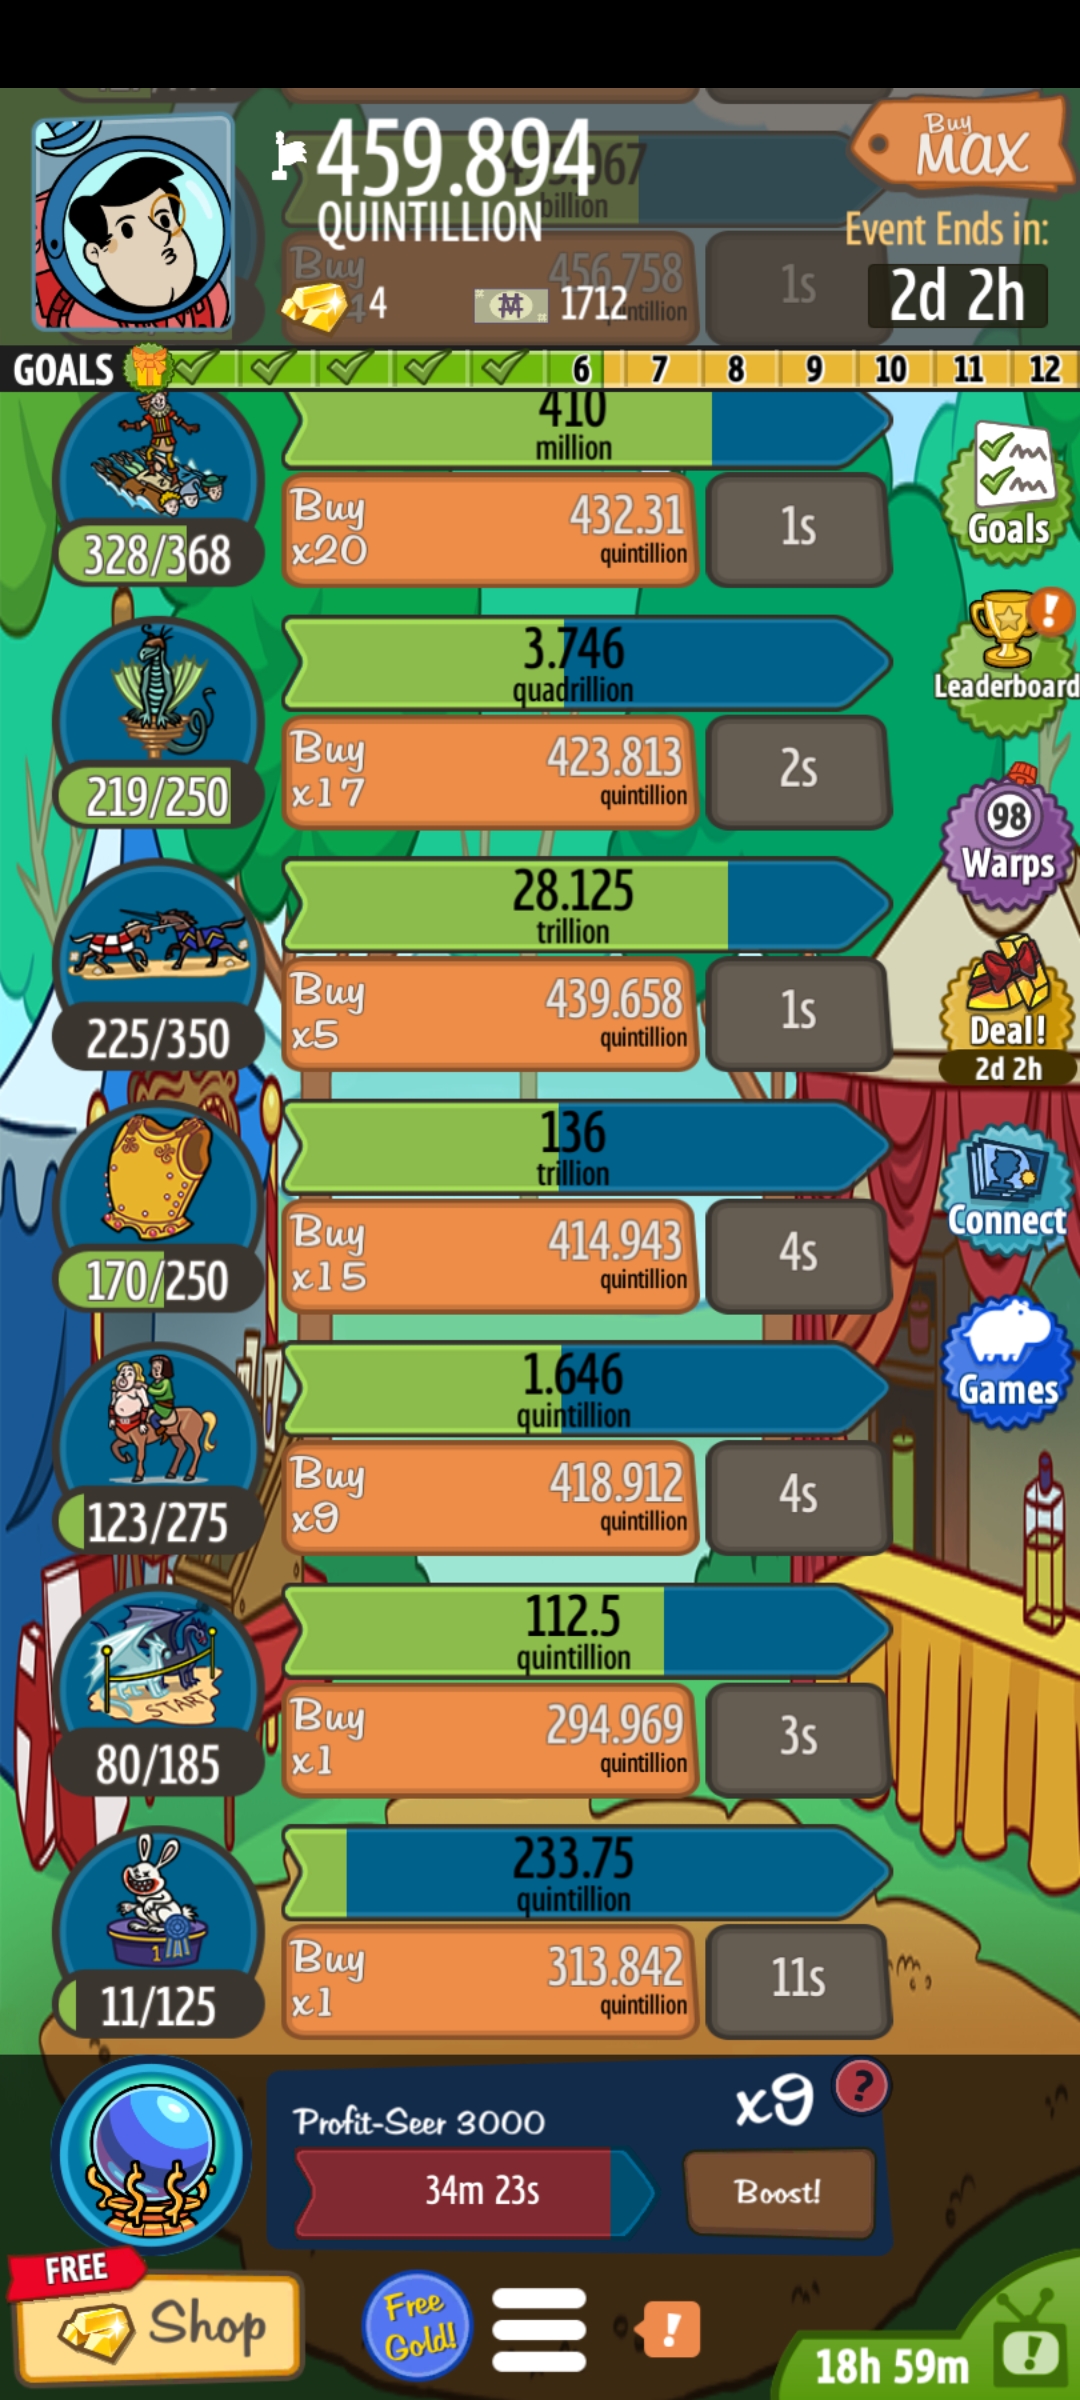 459.894
QUINTILLION
Buy
MAX
billion
Event Ends in:
Buy
456.758
1s
4
1712
2d 2h
GOALS
6
7
8
9
10
11
12
410
million
Buy
x20
432.31
quintillion
1s
328/368
Goals
3.746
quadrillion
Buy
x17
423.813
quintillion
2s
219/250
!
Leaderboard
98
Warps
28.125
trillion
Buy
x5
439.658
quintillion
1s
225/350
Deal!
2d 2h
136
trillion
Buy
x15
414.943
quintillion
4s
170/250
Connect
1.646
quintillion
Buy
x9
418.912
quintillion
4s
123/275
Games
112.5
quintillion
START
Buy
x1
294.969
quintillion
3s
80/185
233.75
quintillion
1
Buy
x1
313.842
quintillion
11s
11/125
Profit-Seer 3000
x9
?
34m 23s
Boost!
FREE
Shop
Free
Gold!
!
18h 59m
!